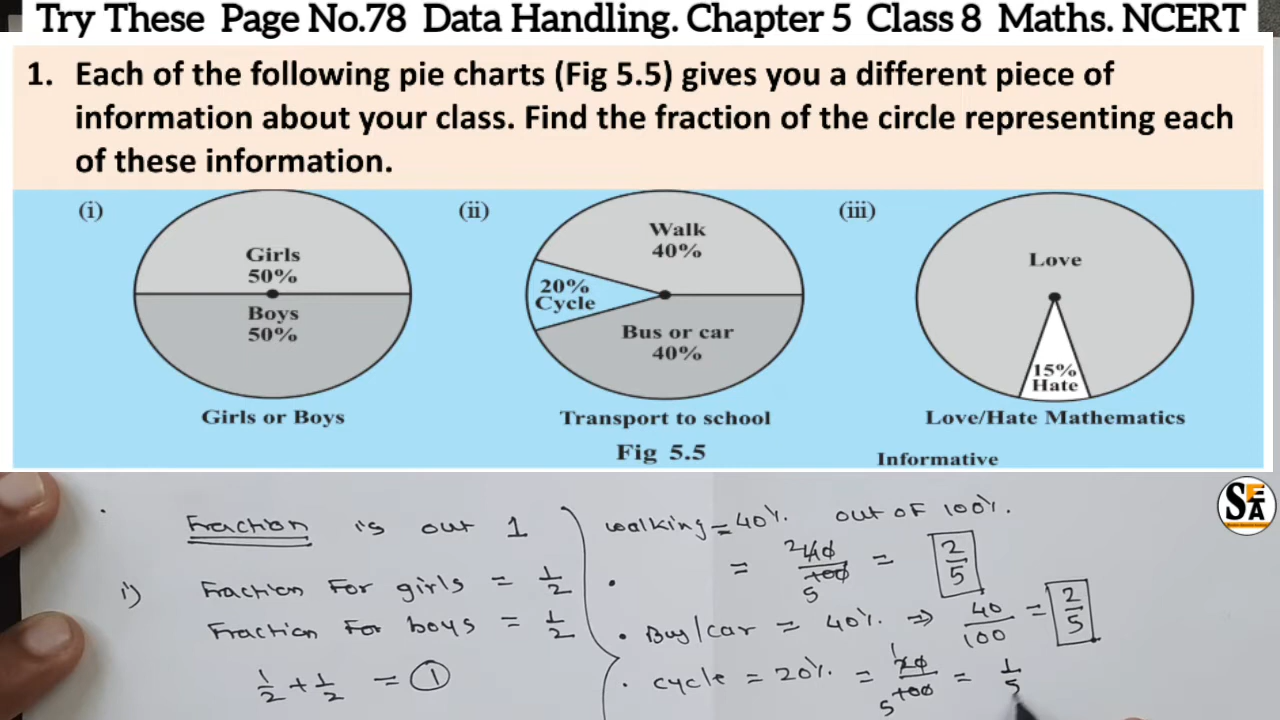 Try These Page No.78 Data Handling. Chapter 5 Class 8 Maths. NCERT
1. Each of the following pie charts (Fig 5.5) gives you a different piece of
information about your class. Find the fraction of the circle representing each
of these information.
(i)
Girls
50%
Boys
50%
Girls or Boys
(ii)
Walk
40%
20%
Cycle
Bus or car
40%
Transport to school
Fig 5.5
(iii)
Love
15%
Hate
Love/Hate Mathematics
Informative
SEA
Fraction is out 1
i) Fraction For girls = 1/2
Fraction For boys = 1/2
1/2 + 1/2 = 1
walking = 40% out of 100%.
= 40/100 = 2/5
Bus/car = 40% ⇒ 40/100 = 2/5
cycle = 20% = 20/100 = 1/5